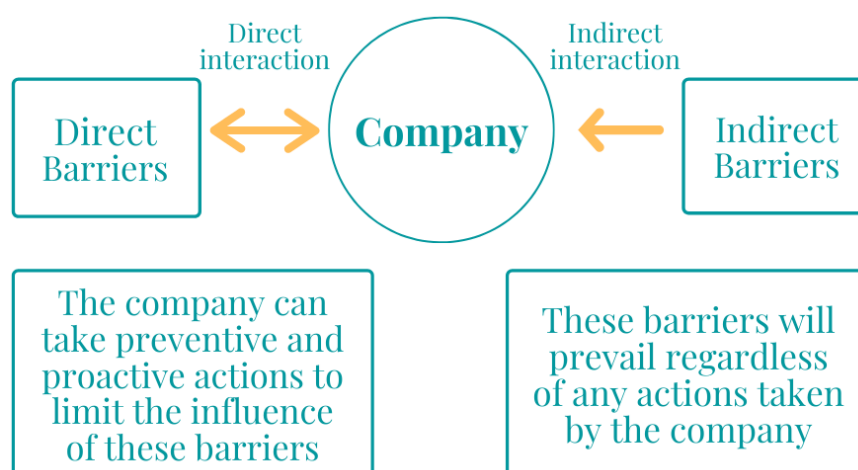 Direct
interaction
Indirect
interaction
Direct
Barriers
Company
Indirect
Barriers
The company can
take preventive and
proactive actions to
limit the influence
of these barriers
These barriers will
prevail regardless
of any actions taken
by the company